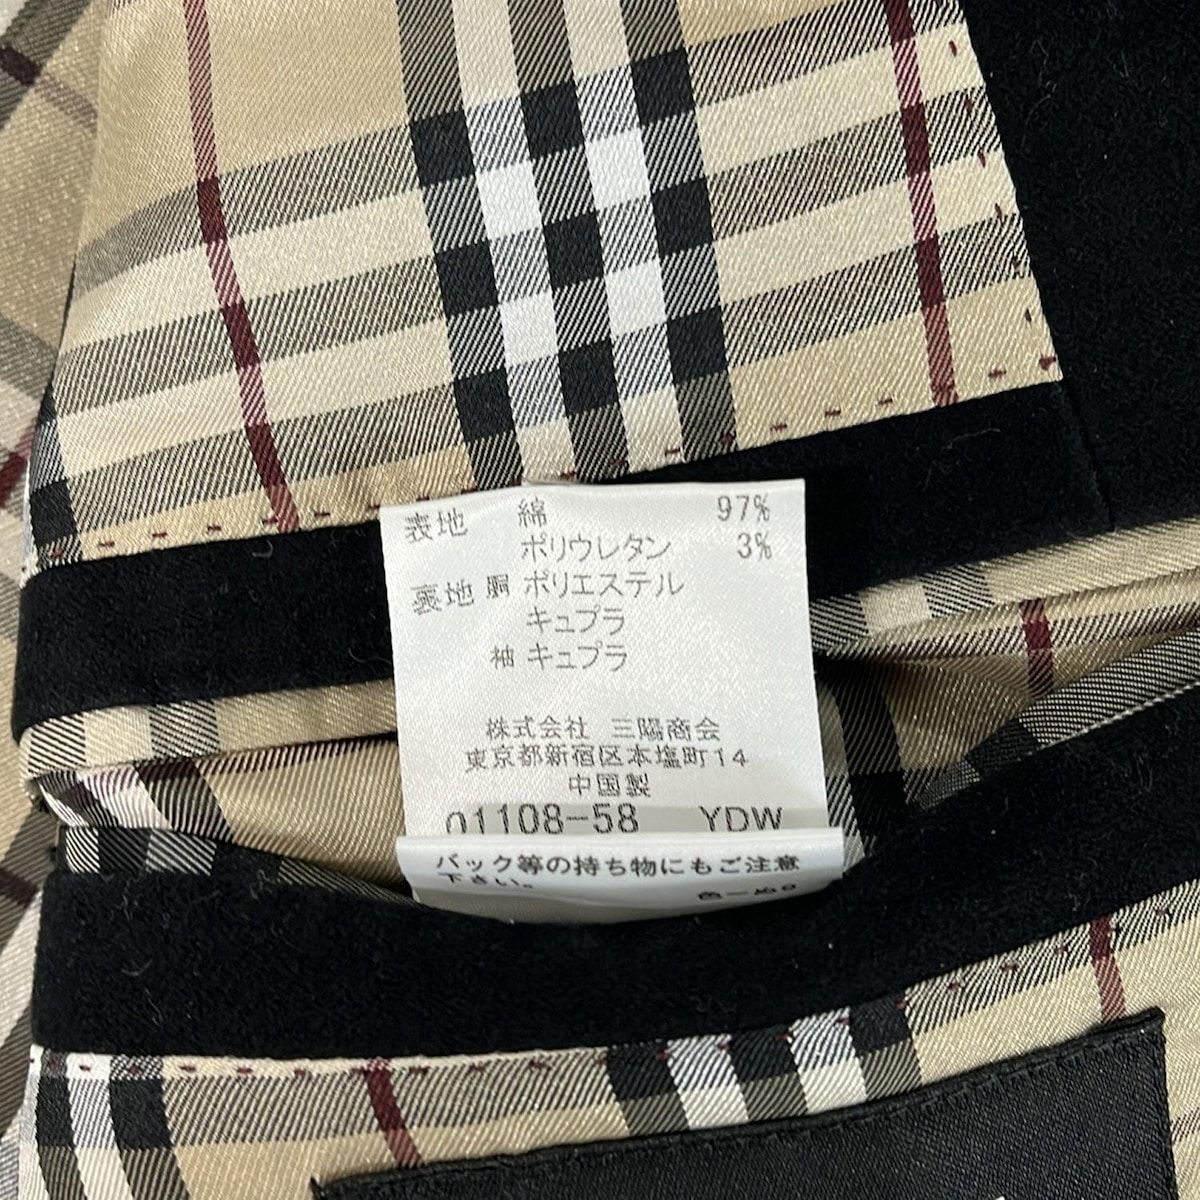 表地 綿 97%
ポリウレタン 3%
裏地 胴 ポリエステル
キュプラ
袖 キュプラ
株式会社 三陽商会
東京都新宿区本塩町14
中国製
01108-58 YDW
バック等の持ち物にもご注意
下さい。